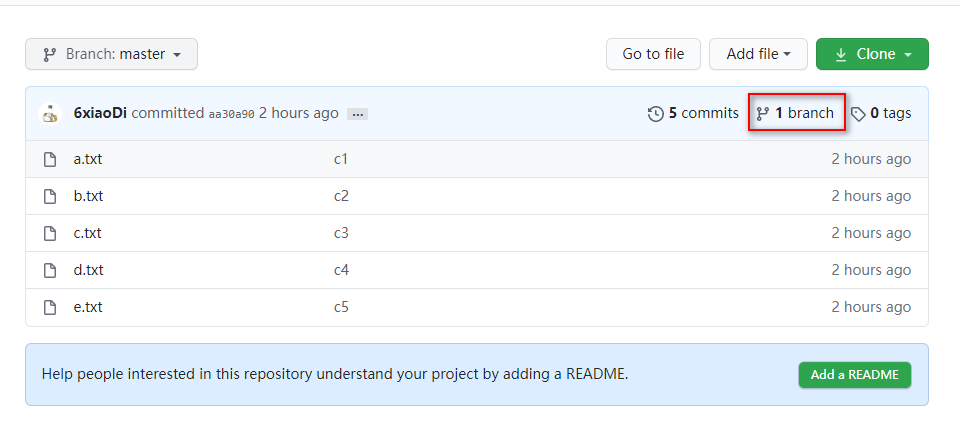 Branch: master Go to file Add file Clone
6xiaoDi committed aa30a90 2 hours ago ... 5 commits 1 branch 0 tags
a.txt c1 2 hours ago
b.txt c2 2 hours ago
c.txt c3 2 hours ago
d.txt c4 2 hours ago
e.txt c5 2 hours ago
Help people interested in this repository understand your project by adding a README. Add a README